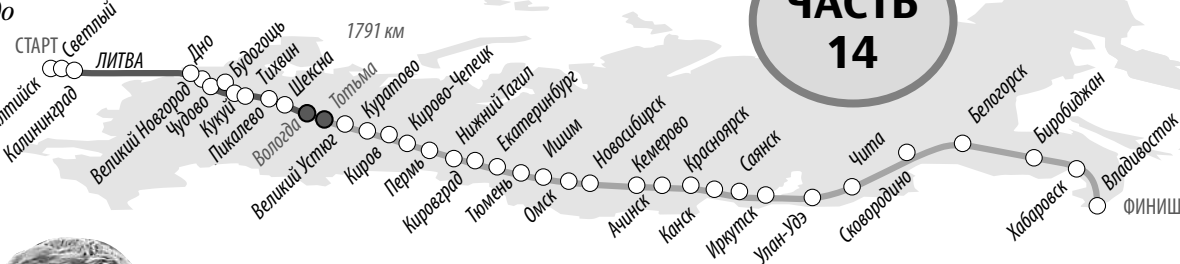 до
СТАРТ
Светлый
Калининград
ЛИТВА
Дно
Великий Новгород
Чудово
Будогощь
Кукуй
Тихвин
Пикалево
Шексна
Вологда
1791 км
Тотьма
Великий Устюг
Куратово
Киров
Кирово-Чепецк
Пермь
Нижний Тагил
Кировград
Екатеринбург
Тюмень
Ишим
Омск
Новосибирск
Ачинск
Кемерово
Канск
Красноярск
Иркутск
Саянск
Улан-Удэ
Чита
Сковородино
Белогорск
Биробиджан
Хабаровск
Владивосток
ФИНИШ
ЧАСТЬ
14